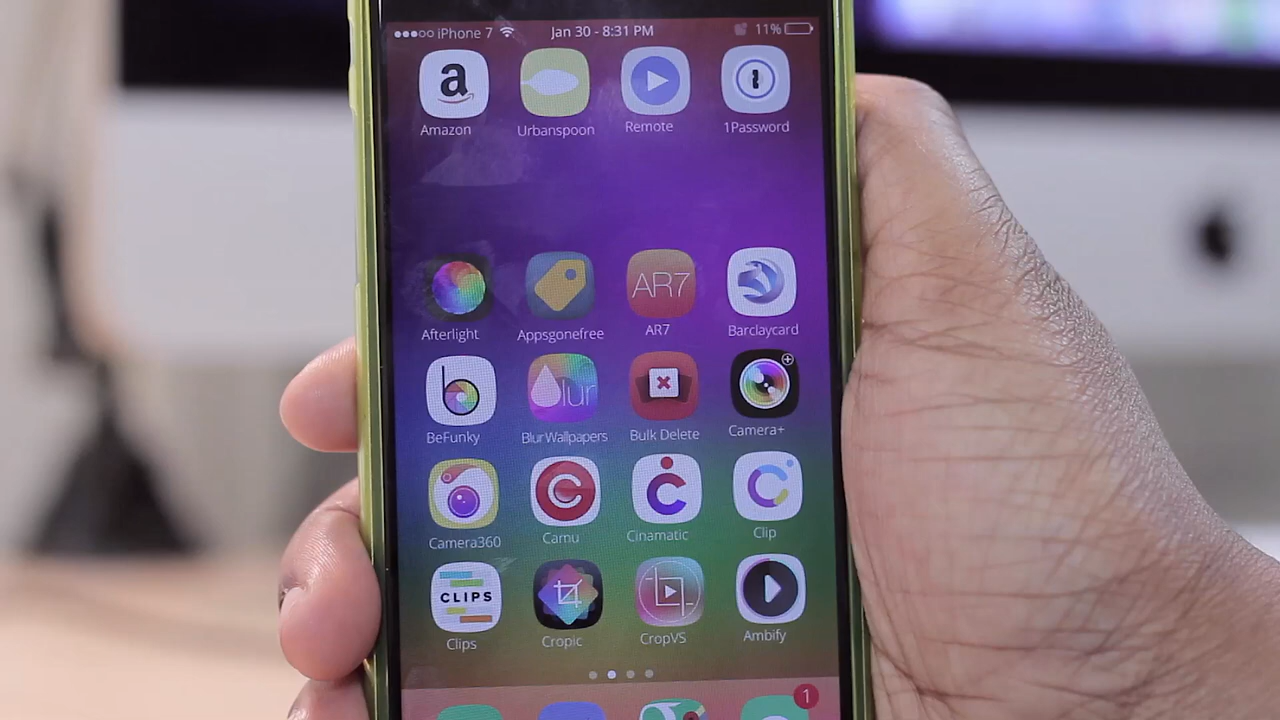 iPhone 7 Jan 30 - 8:31 PM 11%
a
Amazon Urbanspoon Remote 1Password
AR7
Afterlight Appsgonefree AR7 Barclaycard
b Blur
BeFunky BlurWallpapers Bulk Delete Camera+
Camera360 Camu Cinamatic Clip
CLIPS
Clips Cropic CropVS Ambify
1